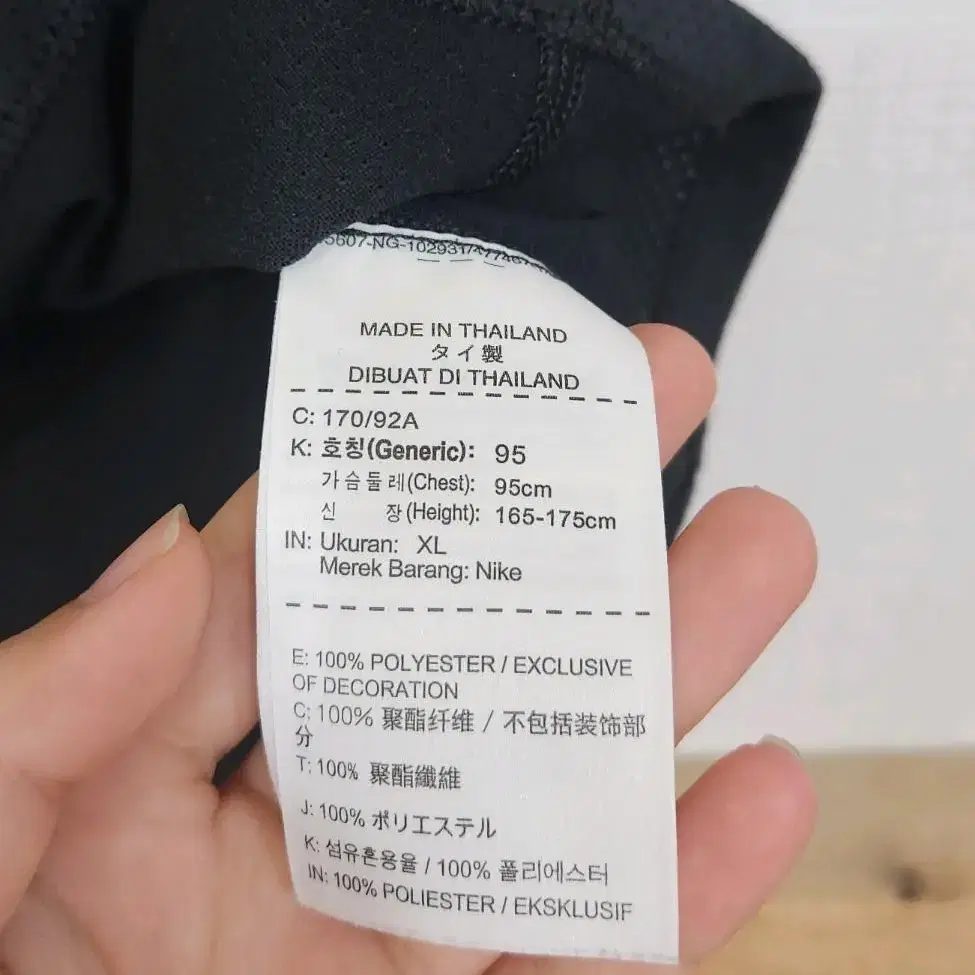 5607-NG-102931
MADE IN THAILAND
タイ製
DIBUAT DI THAILAND
C: 170/92A
K: 호칭(Generic): 95
가슴둘레(Chest): 95cm
신 장(Height): 165-175cm
IN: Ukuran: XL
Merek Barang: Nike
E: 100% POLYESTER / EXCLUSIVE
OF DECORATION
C: 100% 聚酯纤维 / 不包括装饰部
分
T: 100% 聚酯纖維
J: 100% ポリエステル
K: 섬유혼용율 / 100% 폴리에스터
IN: 100% POLIESTER / EKSKLUSIF